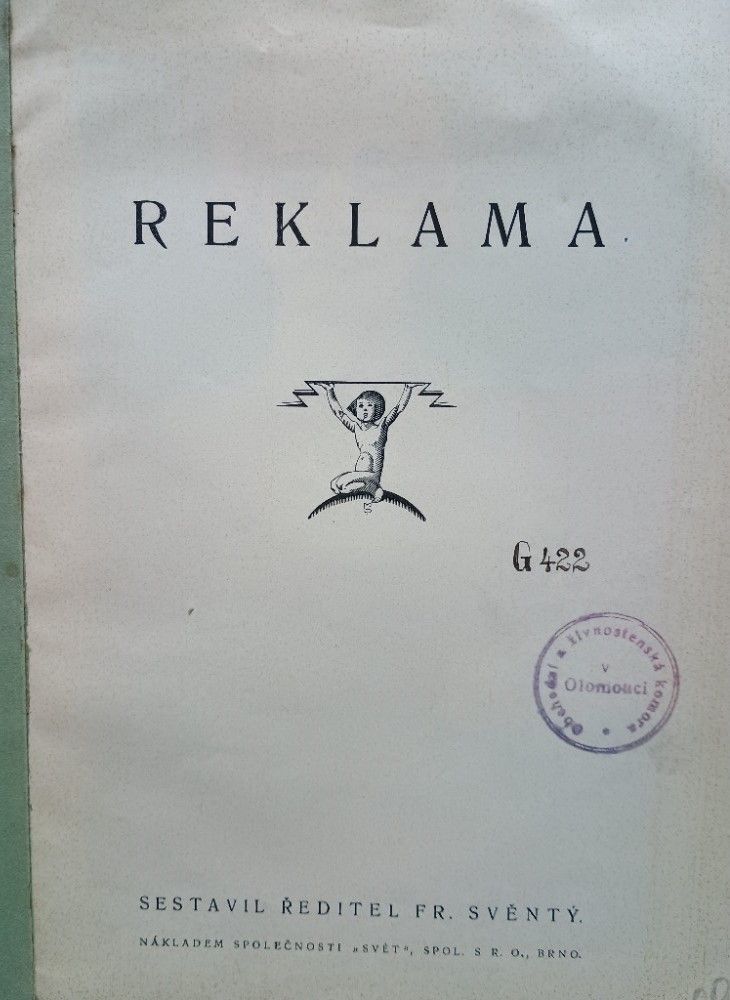 REKLAMA
G 422
Obchodní a živnostenská komora
v
Olomouci
SESTAVIL ŘEDITEL FR. SVĚNTÝ.
NÁKLADEM SPOLEČNOSTI „SVĚT“, SPOL. S R. O., BRNO.